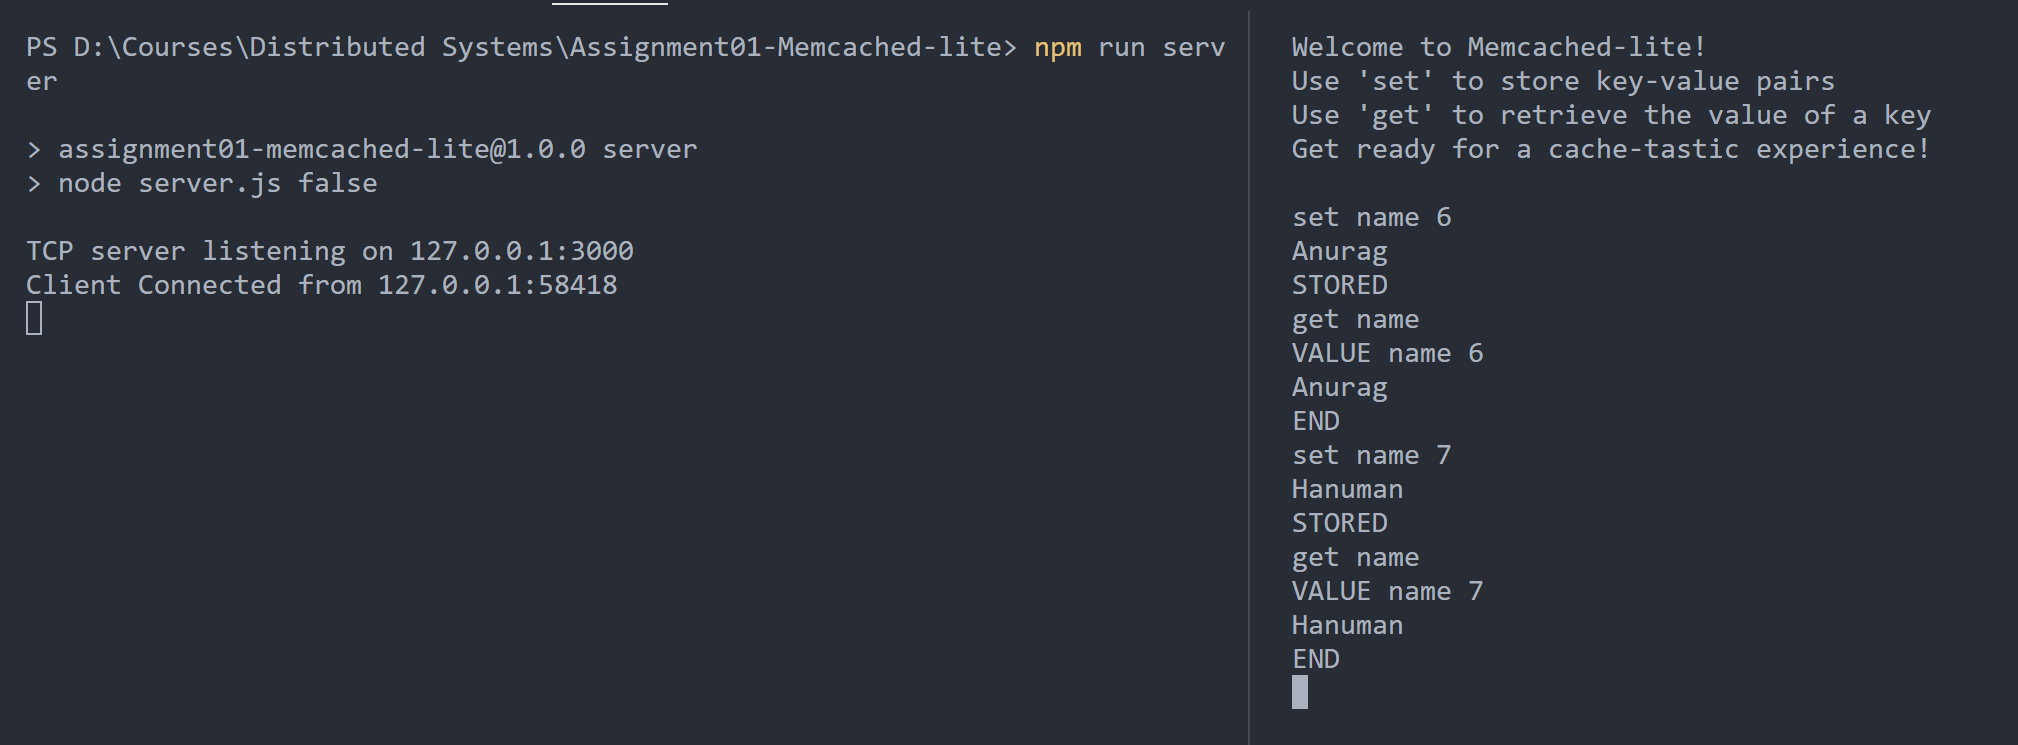 PS D:\Courses\Distributed Systems\Assignment01-Memcached-lite> npm run serv
er
> assignment01-memcached-lite@1.0.0 server
> node server.js false
TCP server listening on 127.0.0.1:3000
Client Connected from 127.0.0.1:58418
Welcome to Memcached-lite!
Use 'set' to store key-value pairs
Use 'get' to retrieve the value of a key
Get ready for a cache-tastic experience!
set name 6
Anurag
STORED
get name
VALUE name 6
Anurag
END
set name 7
Hanuman
STORED
get name
VALUE name 7
Hanuman
END